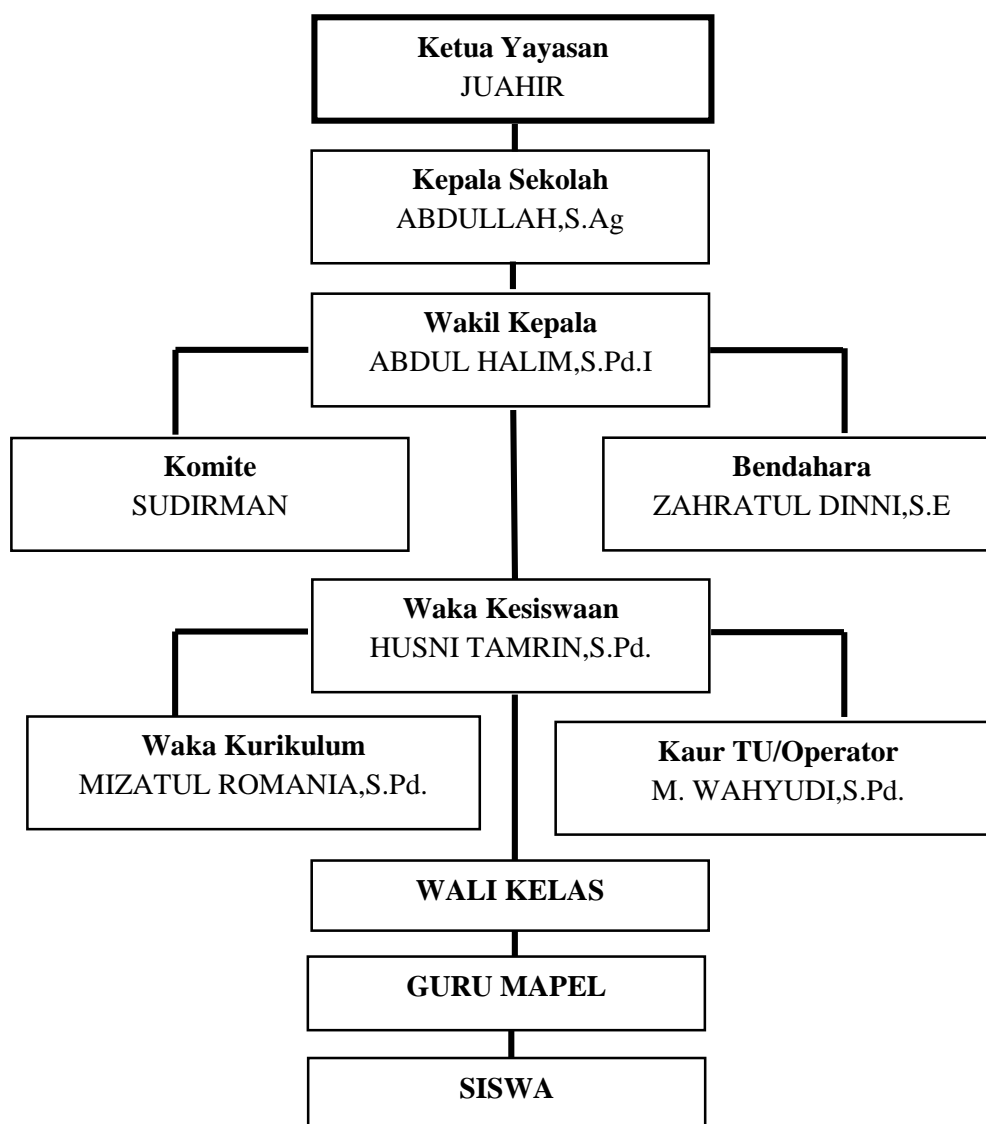 Ketua Yayasan
JUAHIR
Kepala Sekolah
ABDULLAH,S.Ag
Wakil Kepala
ABDUL HALIM,S.Pd.I
Komite
SUDIRMAN
Bendahara
ZAHRATUL DINNI,S.E
Waka Kesiswaan
HUSNI TAMRIN,S.Pd.
Waka Kurikulum
MIZATUL ROMANIA,S.Pd.
Kaur TU/Operator
M. WAHYUDI,S.Pd.
WALI KELAS
GURU MAPEL
SISWA